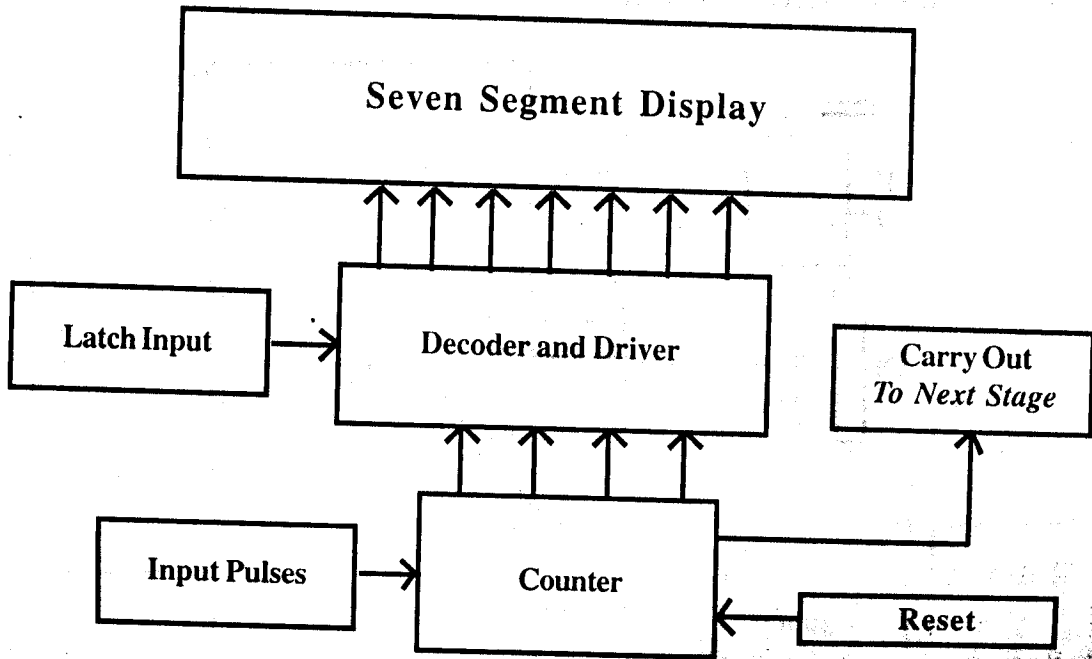 Seven Segment Display
Latch Input
Decoder and Driver
Carry Out
To Next Stage
Input Pulses
Counter
Reset